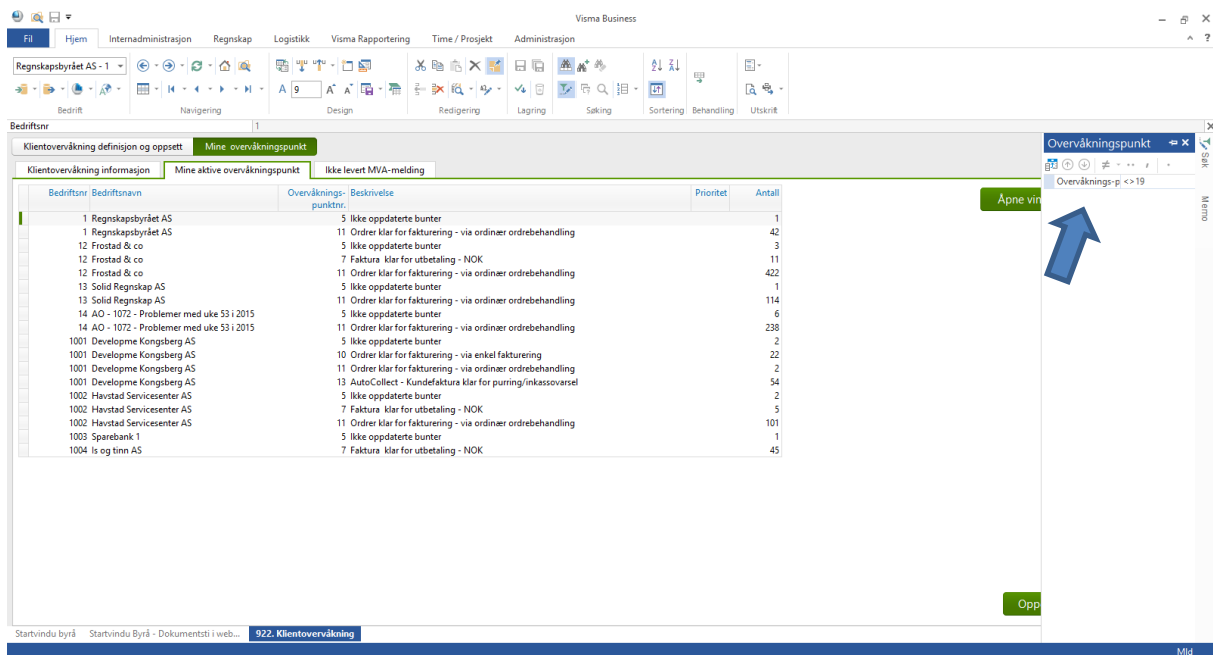 Visma Business
Fil Hjem Internadministrasjon Regnskap Logistikk Visma Rapportering Time / Prosjekt Administrasjon
Regnskapsbyrået AS - 1
A 9
Bedrift Navigering Design Redigering Lagring Søking Sortering Behandling Utskrift
Bedriftsnr 1
Klientovervåkning definisjon og oppsett Mine overvåkningspunkt
Klientovervåkning informasjon Mine aktive overvåkningspunkt Ikke levert MVA-melding
Bedriftsnr Bedriftsnavn Overvåknings- Beskrivelse Prioritet Antall
punktnr.
1 Regnskapsbyrået AS 5 Ikke oppdaterte bunter 1
1 Regnskapsbyrået AS 11 Ordrer klar for fakturering - via ordinær ordrebehandling 42
12 Frostad & co 5 Ikke oppdaterte bunter 3
12 Frostad & co 7 Faktura klar for utbetaling - NOK 11
12 Frostad & co 11 Ordrer klar for fakturering - via ordinær ordrebehandling 422
13 Solid Regnskap AS 5 Ikke oppdaterte bunter 1
13 Solid Regnskap AS 11 Ordrer klar for fakturering - via ordinær ordrebehandling 114
14 AO - 1072 - Problemer med uke 53 i 2015 5 Ikke oppdaterte bunter 6
14 AO - 1072 - Problemer med uke 53 i 2015 11 Ordrer klar for fakturering - via ordinær ordrebehandling 238
1001 Developme Kongsberg AS 5 Ikke oppdaterte bunter 2
1001 Developme Kongsberg AS 10 Ordrer klar for fakturering - via enkel fakturering 22
1001 Developme Kongsberg AS 11 Ordrer klar for fakturering - via ordinær ordrebehandling 2
1001 Developme Kongsberg AS 13 AutoCollect - Kundefaktura klar for purring/inkassovarsel 54
1002 Havstad Servicesenter AS 5 Ikke oppdaterte bunter 2
1002 Havstad Servicesenter AS 7 Faktura klar for utbetaling - NOK 5
1002 Havstad Servicesenter AS 11 Ordrer klar for fakturering - via ordinær ordrebehandling 101
1003 Sparebank 1 5 Ikke oppdaterte bunter 1
1004 Is og tinn AS 7 Faktura klar for utbetaling - NOK 45
Åpne vin
Overvåkningspunkt
Overvåknings-p <>19
Søk
Memo
Opp
Startvindu byrå Startvindu Byrå - Dokumentsti i web... 922. Klientovervåkning
Mld